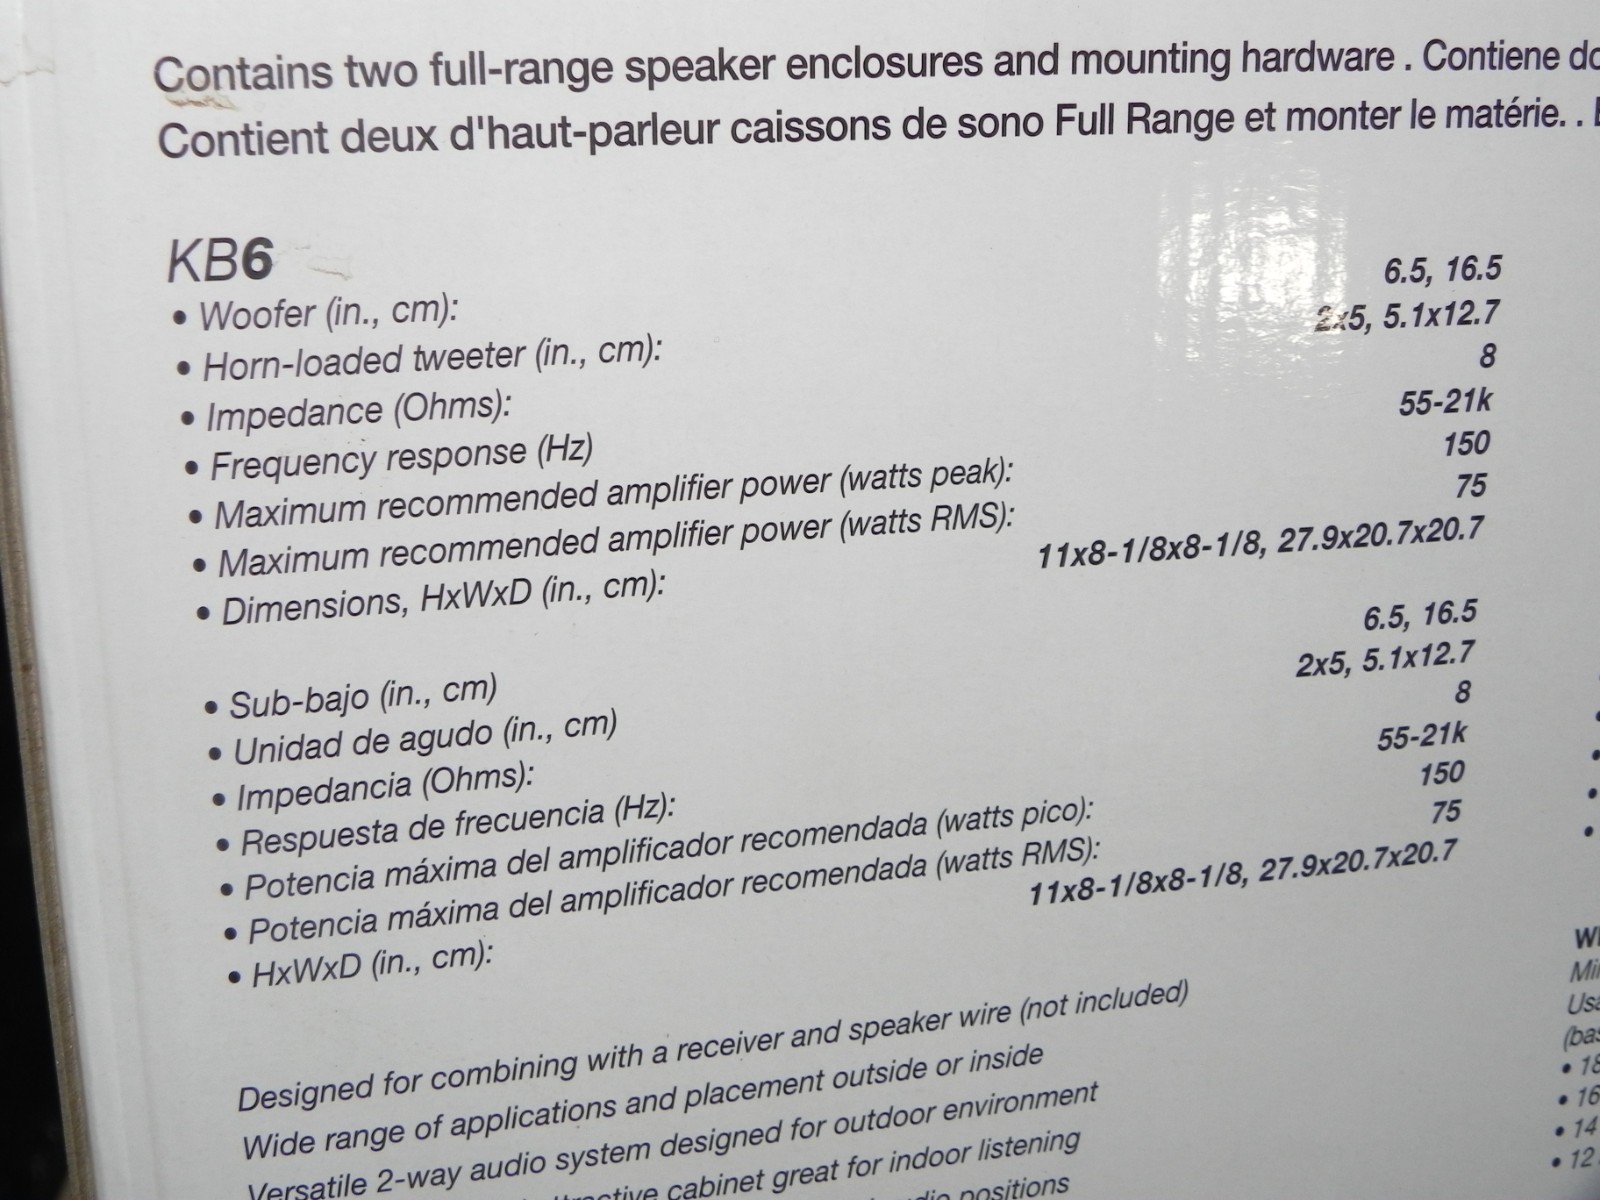 Contains two full-range speaker enclosures and mounting hardware . Contiene
Contient deux d'haut-parleur caissons de sono Full Range et monter le matérie. .
KB6
• Woofer (in., cm): 6.5, 16.5
• Horn-loaded tweeter (in., cm): 2x5, 5.1x12.7
• Impedance (Ohms): 8
• Frequency response (Hz) 55-21k
• Maximum recommended amplifier power (watts peak): 150
• Maximum recommended amplifier power (watts RMS): 75
• Dimensions, HxWxD (in., cm): 11x8-1/8x8-1/8, 27.9x20.7x20.7
• Sub-bajo (in., cm) 6.5, 16.5
• Unidad de agudo (in., cm) 2x5, 5.1x12.7
• Impedancia (Ohms): 8
• Respuesta de frecuencia (Hz): 55-21k
• Potencia máxima del amplificador recomendada (watts pico): 150
• Potencia máxima del amplificador recomendada (watts RMS): 75
• HxWxD (in., cm): 11x8-1/8x8-1/8, 27.9x20.7x20.7
Designed for combining with a receiver and speaker wire (not included)
Wide range of applications and placement outside or inside
Versatile 2-way audio system designed for outdoor environment
cabinet great for indoor listening
positions
• 18
• 16
• 14
• 12